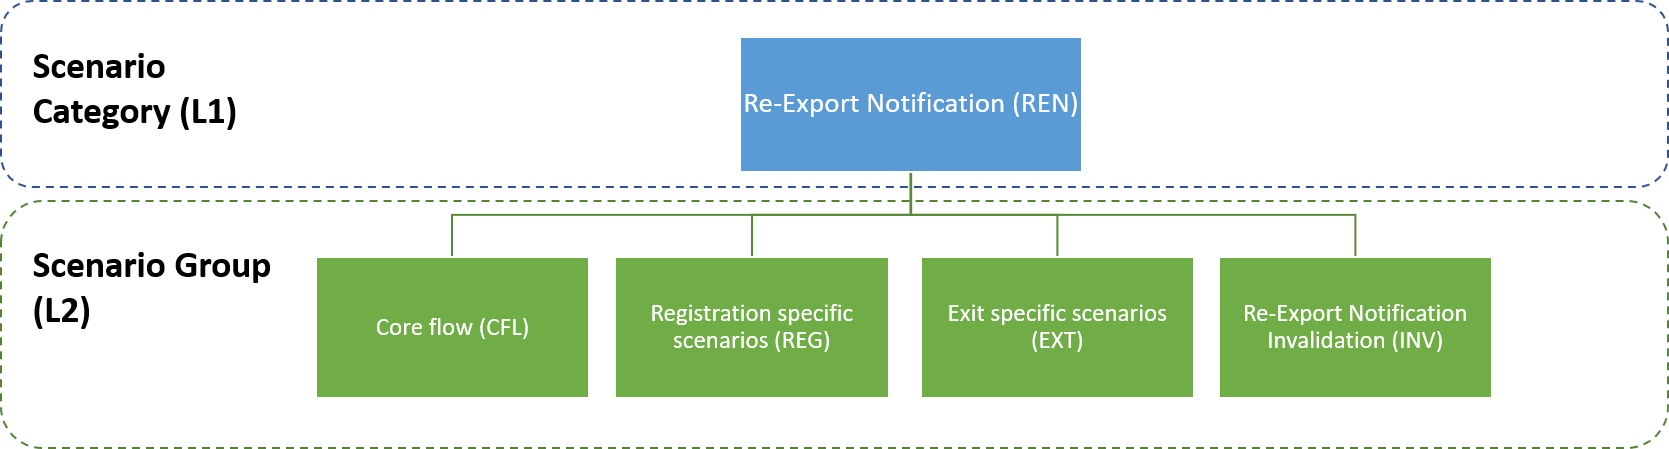 Scenario
Category (L1)
Re-Export Notification (REN)
Scenario Group
(L2)
Core flow (CFL)
Registration specific
scenarios (REG)
Exit specific scenarios
(EXT)
Re-Export Notification
Invalidation (INV)